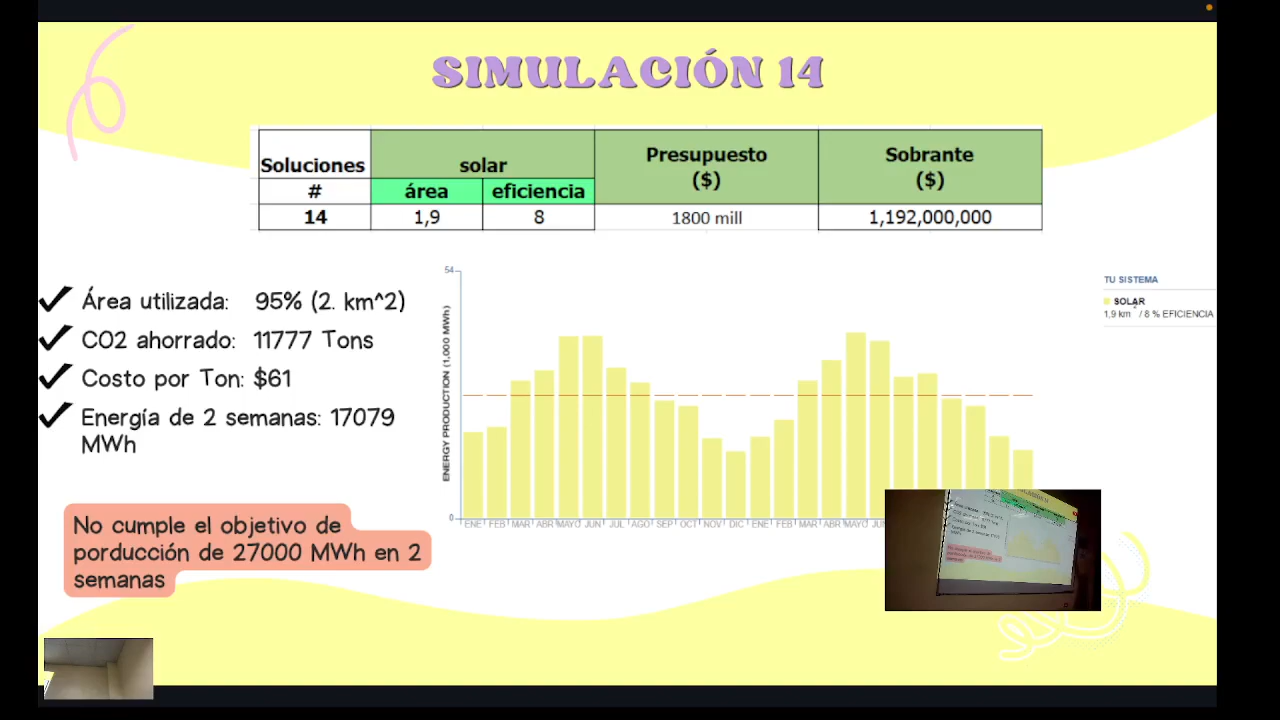 SIMULACIÓN 14
Soluciones solar Presupuesto ($) Sobrante ($)
# área eficiencia
14 1,9 8 1800 mill 1,192,000,000
Área utilizada: 95% (2. km^2)
CO2 ahorrado: 11777 Tons
Costo por Ton: $61
Energía de 2 semanas: 17079
MWh
No cumple el objetivo de
porducción de 27000 MWh en 2
semanas
54
ENERGY PRODUCTION (1,000 MWh)
0
ENE FEB MAR ABR MAYO JUN JUL AGO SEP OCT NOV DIC ENE FEB MAR ABR MAYO JUN
TU SISTEMA
SOLAR
1,9 km² / 8 % EFICIENCIA